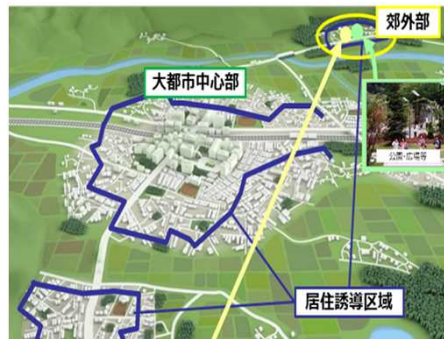 郊外部
大都市中心部
公園・広場等
居住誘導区域